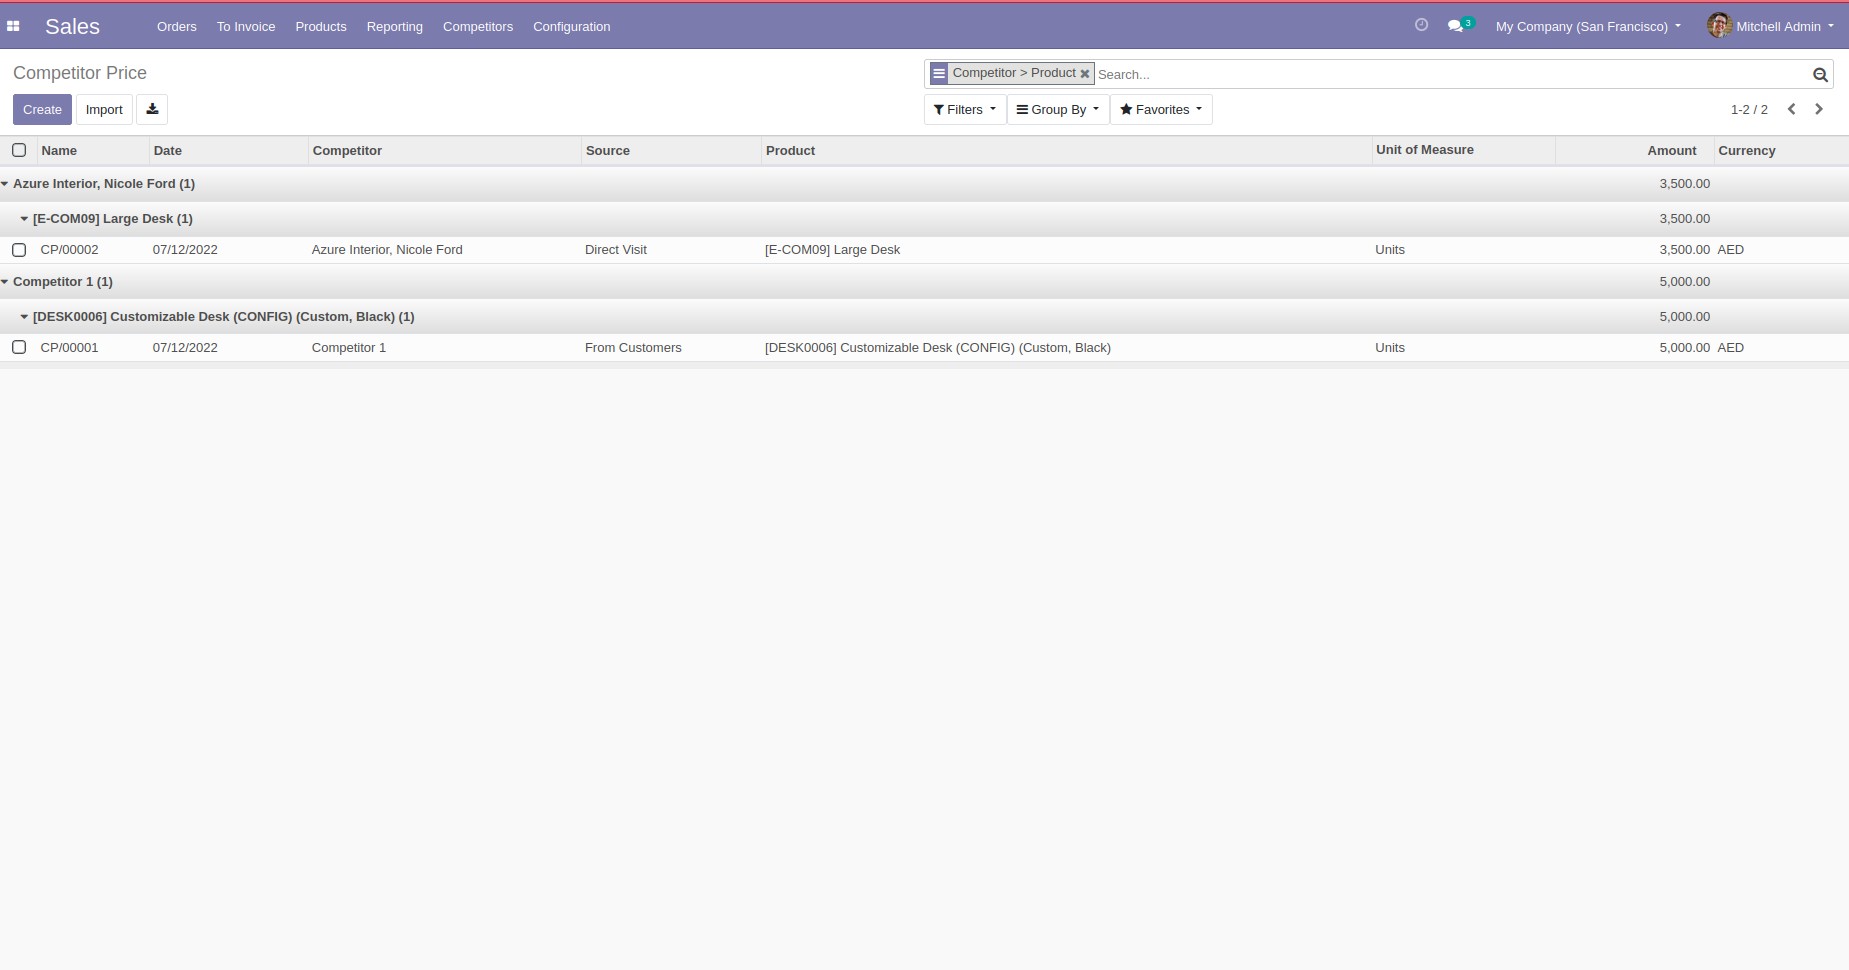 Sales Orders To Invoice Products Reporting Competitors Configuration 3 My Company (San Francisco) Mitchell Admin
Competitor Price Competitor > Product Search...
Create Import Filters Group By Favorites 1-2 / 2
Name Date Competitor Source Product Unit of Measure Amount Currency
Azure Interior, Nicole Ford (1) 3,500.00
[E-COM09] Large Desk (1) 3,500.00
CP/00002 07/12/2022 Azure Interior, Nicole Ford Direct Visit [E-COM09] Large Desk Units 3,500.00 AED
Competitor 1 (1) 5,000.00
[DESK0006] Customizable Desk (CONFIG) (Custom, Black) (1) 5,000.00
CP/00001 07/12/2022 Competitor 1 From Customers [DESK0006] Customizable Desk (CONFIG) (Custom, Black) Units 5,000.00 AED